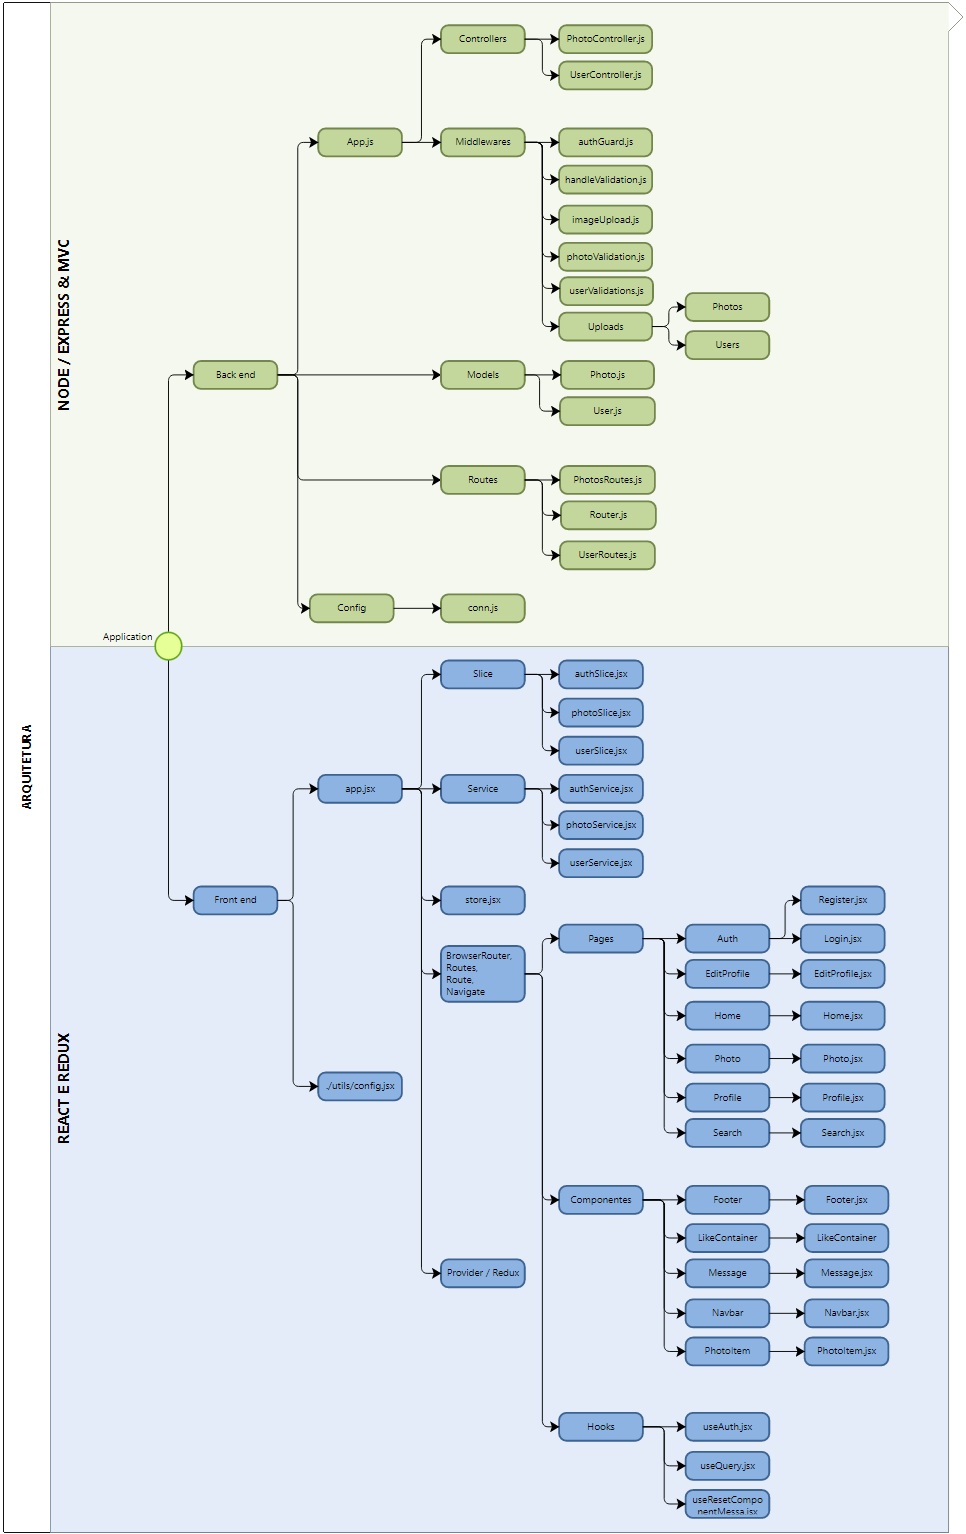 ARQUITETURA
NODE / EXPRESS & MVC
Controllers
PhotoController.js
UserController.js
App.js
Middlewares
authGuard.js
handleValidation.js
imageUpload.js
photoValidation.js
userValidations.js
Uploads
Photos
Users
Back end
Models
Photo.js
User.js
Routes
PhotosRoutes.js
Router.js
UserRoutes.js
Config
conn.js
Application
REACT E REDUX
Slice
authSlice.jsx
photoSlice.jsx
userSlice.jsx
app.jsx
Service
authService.jsx
photoService.jsx
userService.jsx
Front end
store.jsx
BrowserRouter,
Routes,
Route,
Navigate
Pages
Auth
Register.jsx
Login.jsx
EditProfile
EditProfile.jsx
Home
Home.jsx
Photo
Photo.jsx
Profile
Profile.jsx
Search
Search.jsx
./utils/config.jsx
Componentes
Footer
Footer.jsx
LikeContainer
LikeContainer
Message
Message.jsx
Navbar
Navbar.jsx
PhotoItem
PhotoItem.jsx
Provider / Redux
Hooks
useAuth.jsx
useQuery.jsx
useResetCompo
nentMessa.jsx